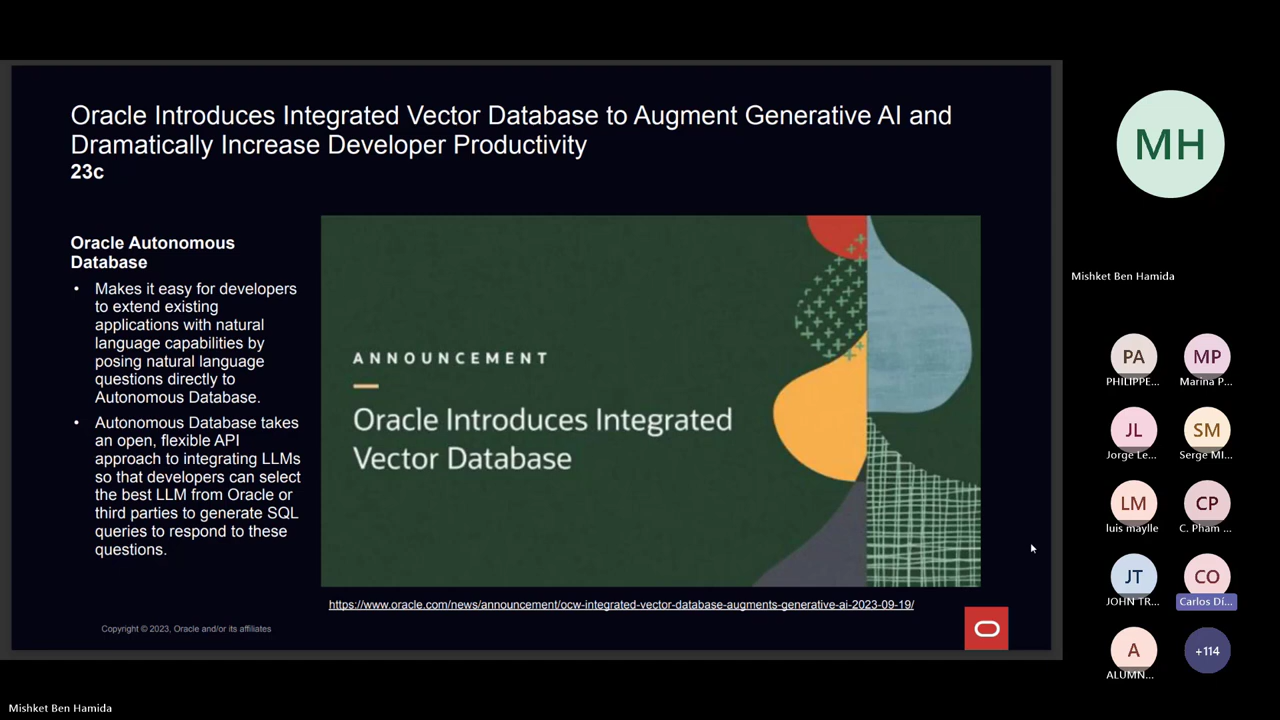 Oracle Introduces Integrated Vector Database to Augment Generative AI and
Dramatically Increase Developer Productivity
23c
Oracle Autonomous
Database
• Makes it easy for developers
to extend existing
applications with natural
language capabilities by
posing natural language
questions directly to
Autonomous Database.
• Autonomous Database takes
an open, flexible API
approach to integrating LLMs
so that developers can select
the best LLM from Oracle or
third parties to generate SQL
queries to respond to these
questions.
ANNOUNCEMENT
Oracle Introduces Integrated
Vector Database
https://www.oracle.com/news/announcement/ocw-integrated-vector-database-augments-generative-ai-2023-09-19/
Copyright © 2023, Oracle and/or its affiliates
MH
Mishket Ben Hamida
PA
PHILIPPE...
MP
Marina P...
JL
Jorge Le...
SM
Serge MI...
LM
luis maylle
CP
C. Pham ...
JT
JOHN TR...
CO
Carlos Dí...
A
ALUMN...
+114
Mishket Ben Hamida